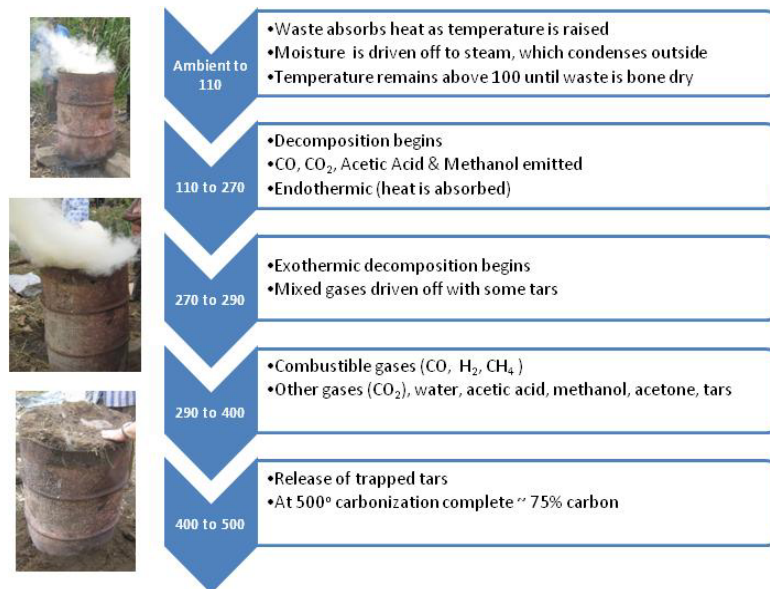 Ambient to
110
•Waste absorbs heat as temperature is raised
•Moisture is driven off to steam, which condenses outside
•Temperature remains above 100 until waste is bone dry
110 to 270
•Decomposition begins
•CO, CO₂, Acetic Acid & Methanol emitted
•Endothermic (heat is absorbed)
270 to 290
•Exothermic decomposition begins
•Mixed gases driven off with some tars
290 to 400
•Combustible gases (CO, H₂, CH₄ )
•Other gases (CO₂), water, acetic acid, methanol, acetone, tars
400 to 500
•Release of trapped tars
•At 500° carbonization complete ~ 75% carbon